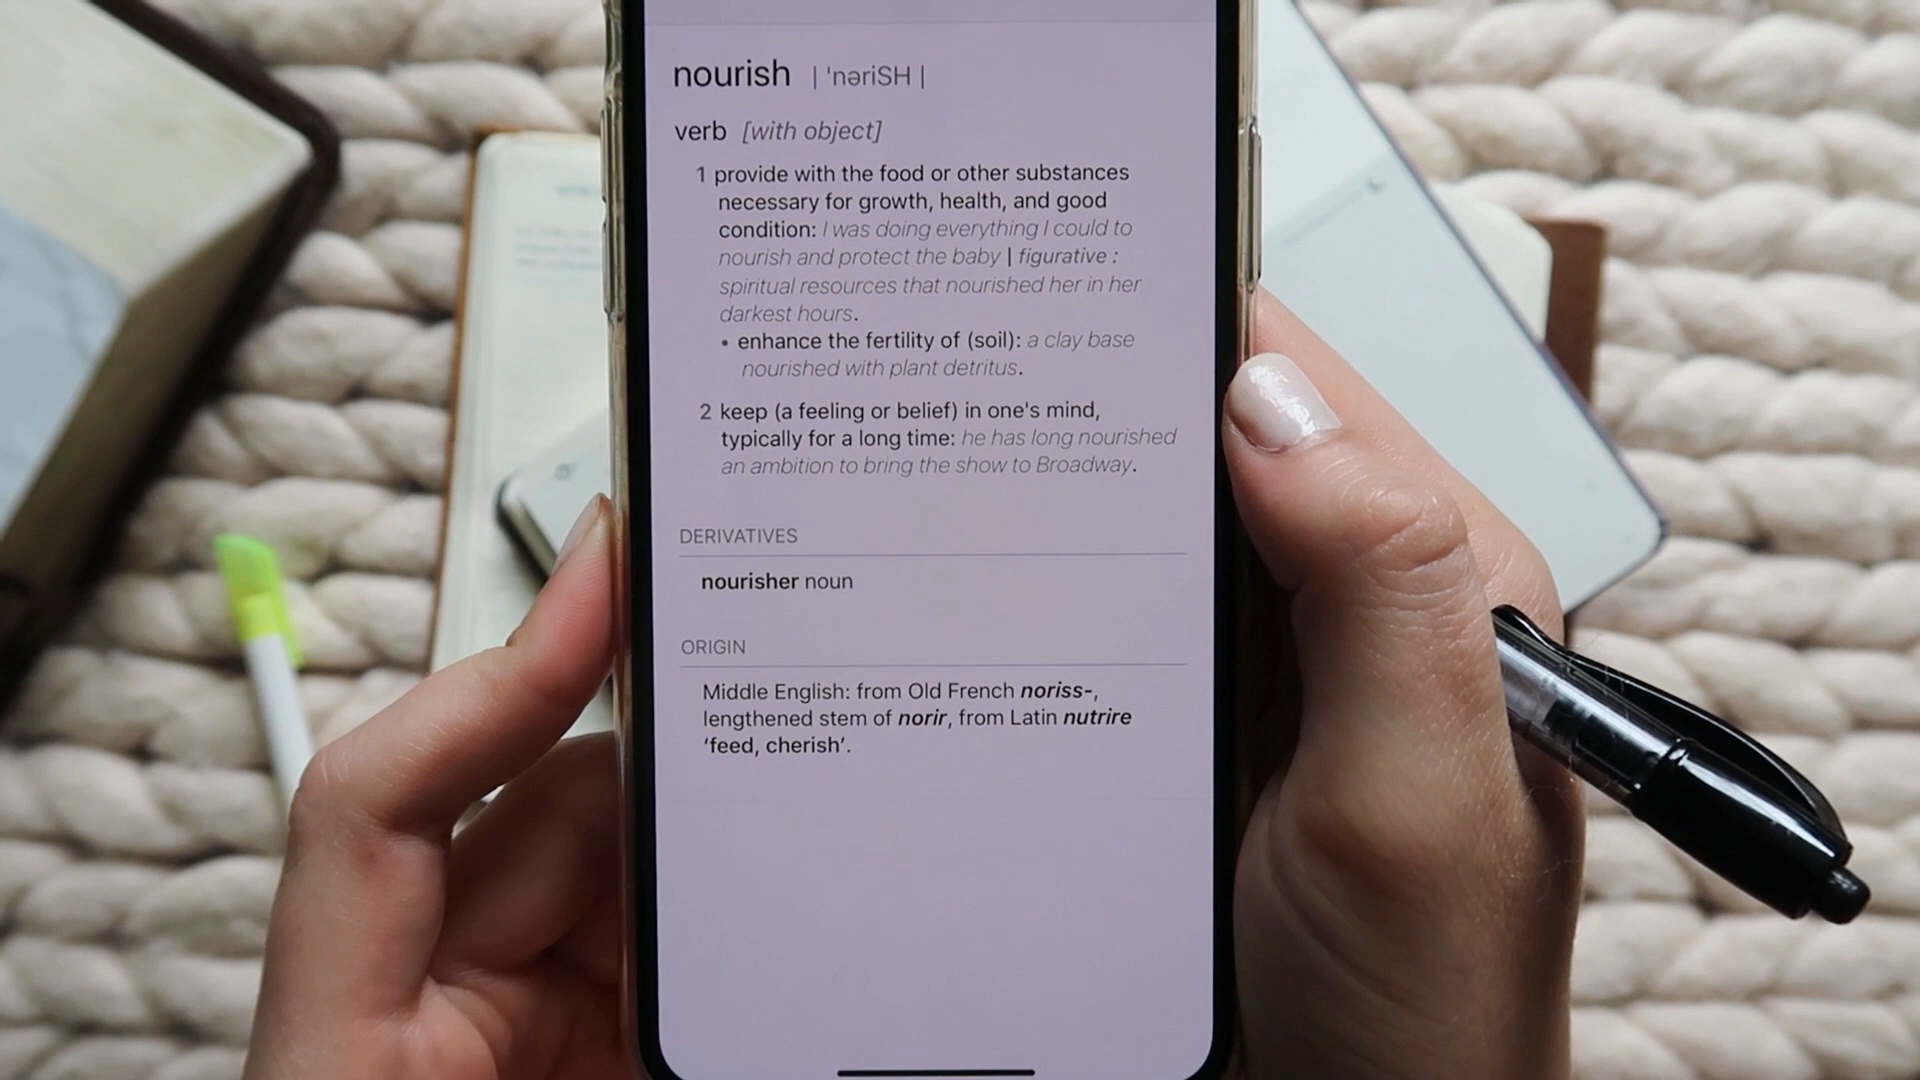 nourish | 'nəriSH |
verb [with object]
1 provide with the food or other substances
necessary for growth, health, and good
condition: I was doing everything I could to
nourish and protect the baby | figurative :
spiritual resources that nourished her in her
darkest hours.
• enhance the fertility of (soil): a clay base
nourished with plant detritus.
2 keep (a feeling or belief) in one's mind,
typically for a long time: he has long nourished
an ambition to bring the show to Broadway.
DERIVATIVES
nourisher noun
ORIGIN
Middle English: from Old French noriss-,
lengthened stem of norir, from Latin nutrire
‘feed, cherish’.